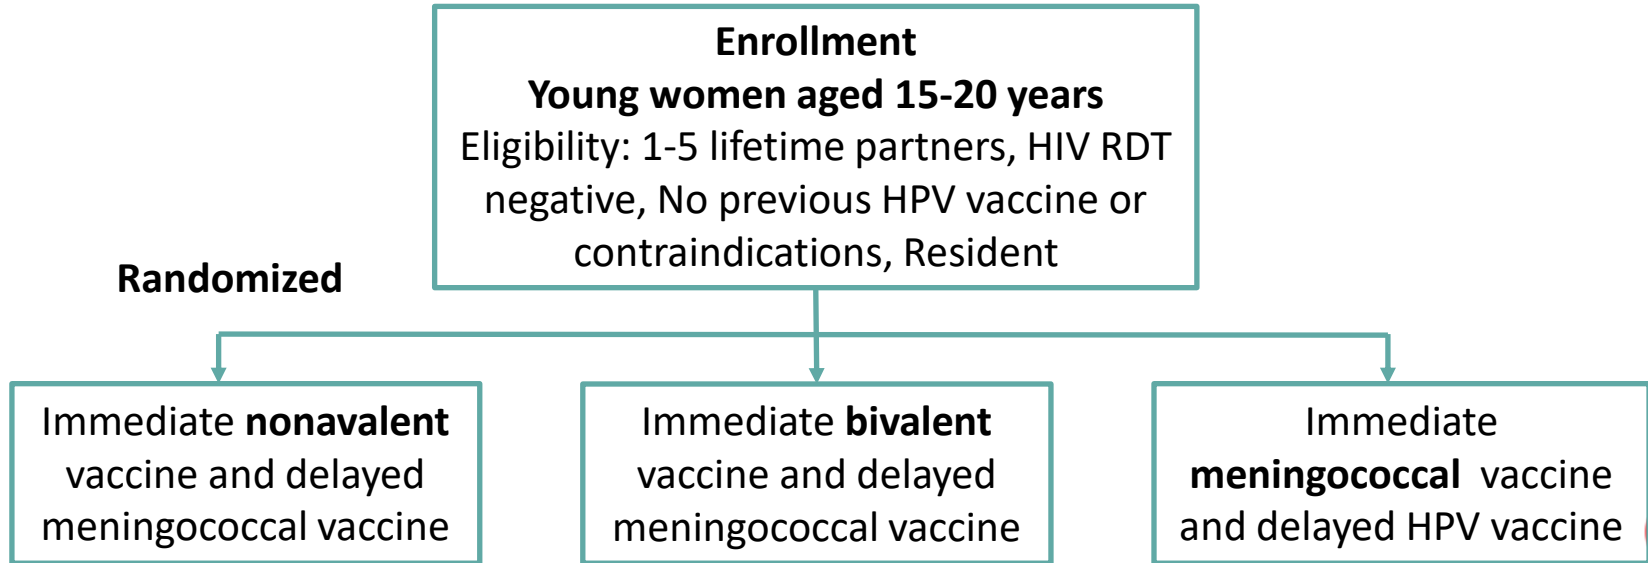 Enrollment
Young women aged 15-20 years
Eligibility: 1-5 lifetime partners, HIV RDT
negative, No previous HPV vaccine or
contraindications, Resident
Randomized
Immediate nonavalent
vaccine and delayed
meningococcal vaccine
Immediate bivalent
vaccine and delayed
meningococcal vaccine
Immediate
meningococcal vaccine
and delayed HPV vaccine